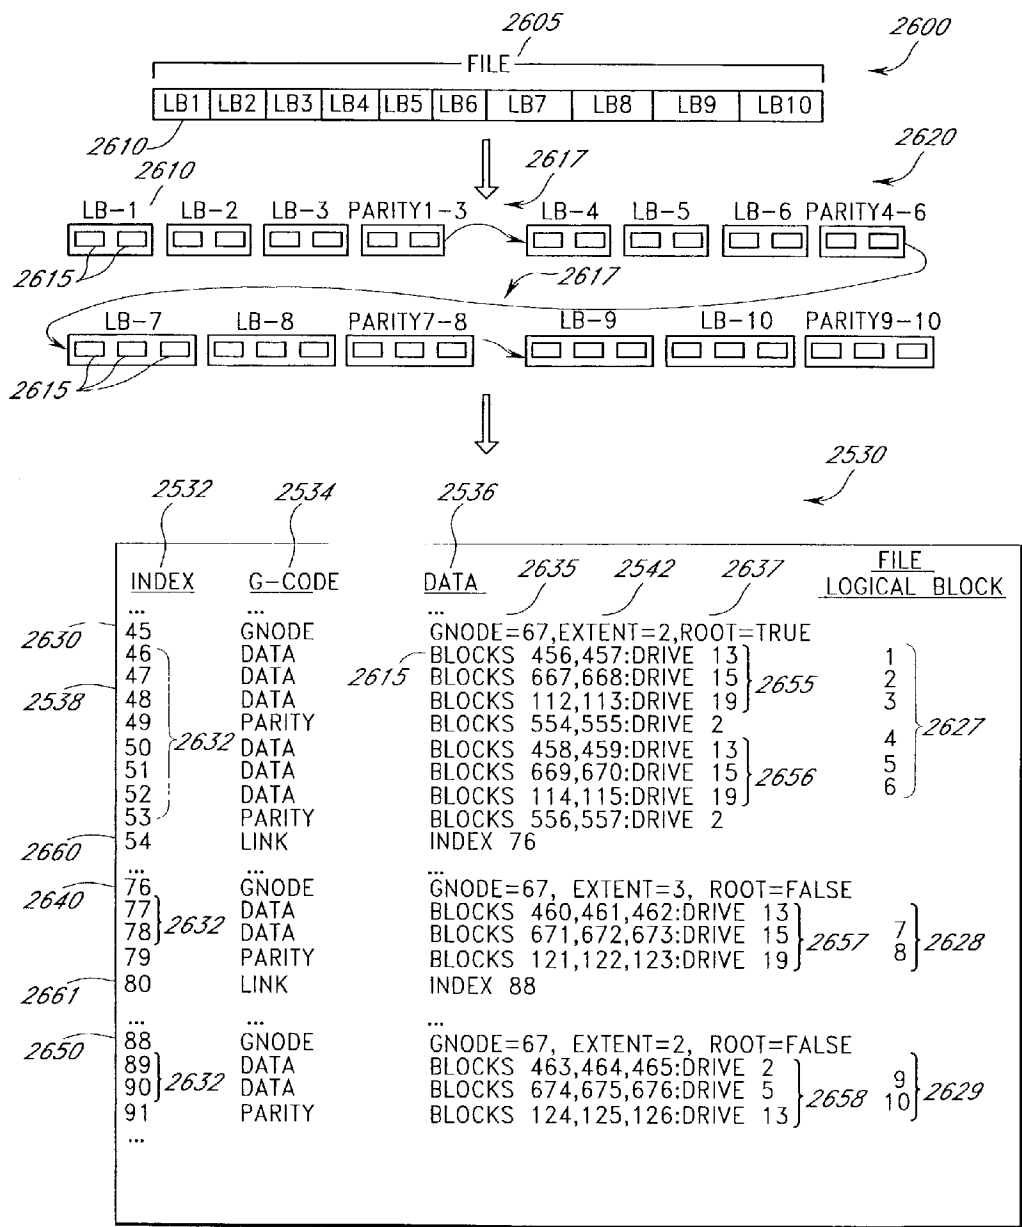 2605
2600
FILE
LB1 LB2 LB3 LB4 LB5 LB6 LB7 LB8 LB9 LB10
2610
2610
2617
2620
LB-1 LB-2 LB-3 PARITY1-3 LB-4 LB-5 LB-6 PARITY4-6
2615
2617
LB-7 LB-8 PARITY7-8 LB-9 LB-10 PARITY9-10
2615
2530
2532 2534 2536
INDEX G-CODE DATA 2635 2542 2637 FILE LOGICAL BLOCK
... ... ...
2630 45 GNODE GNODE=67,EXTENT=2,ROOT=TRUE
46 DATA 2615 BLOCKS 456,457:DRIVE 13 1
47 DATA BLOCKS 667,668:DRIVE 15 2655 2
2538 48 DATA BLOCKS 112,113:DRIVE 19 3
49 2632 PARITY BLOCKS 554,555:DRIVE 2 2627
50 DATA BLOCKS 458,459:DRIVE 13 4
51 DATA BLOCKS 669,670:DRIVE 15 2656 5
52 DATA BLOCKS 114,115:DRIVE 19 6
53 PARITY BLOCKS 556,557:DRIVE 2
2660 54 LINK INDEX 76
... ... ...
2640 76 GNODE GNODE=67, EXTENT=3, ROOT=FALSE
77 2632 DATA BLOCKS 460,461,462:DRIVE 13
78 DATA BLOCKS 671,672,673:DRIVE 15 2657 7 2628
79 PARITY BLOCKS 121,122,123:DRIVE 19 8
2661 80 LINK INDEX 88
... ... ...
2650 88 GNODE GNODE=67, EXTENT=2, ROOT=FALSE
89 2632 DATA BLOCKS 463,464,465:DRIVE 2 9
90 DATA BLOCKS 674,675,676:DRIVE 5 2658 10 2629
91 PARITY BLOCKS 124,125,126:DRIVE 13
...